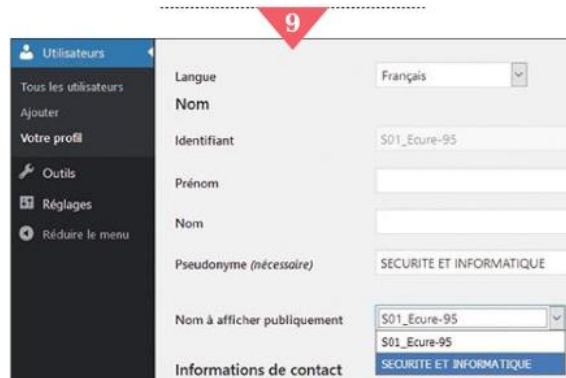 9
Utilisateurs
Tous les utilisateurs
Ajouter
Votre profil
Outils
Réglages
Réduire le menu
Langue
Français
Nom
Identifiant
S01_Ecure-95
Prénom
Nom
Pseudonyme (nécessaire)
SECURITE ET INFORMATIQUE
Nom à afficher publiquement
S01_Ecure-95
S01_Ecure-95
SECURITE ET INFORMATIQUE
Informations de contact